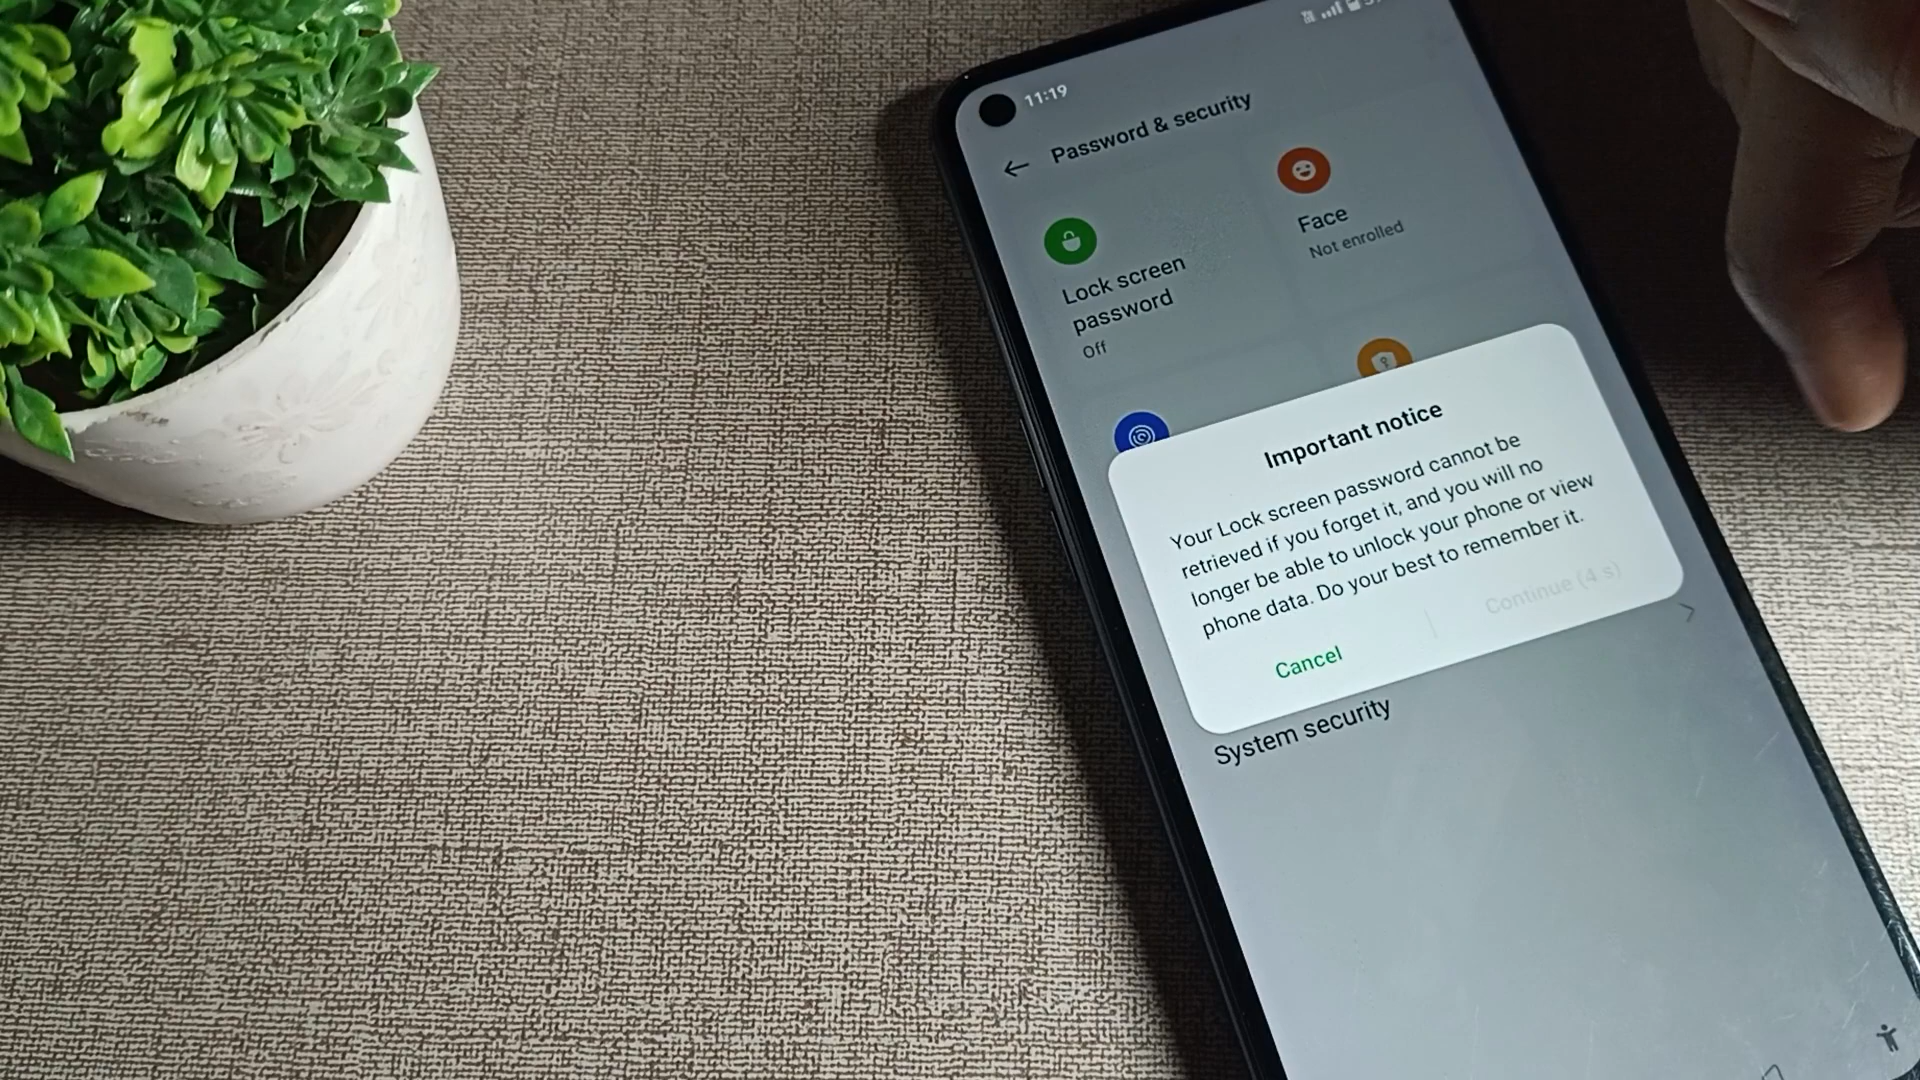 11:19
Password & security
Lock screen
password
Off
Face
Not enrolled
Important notice
Your Lock screen password cannot be
retrieved if you forget it, and you will no
longer be able to unlock your phone or view
phone data. Do your best to remember it.
Cancel
Continue (4 s)
System security